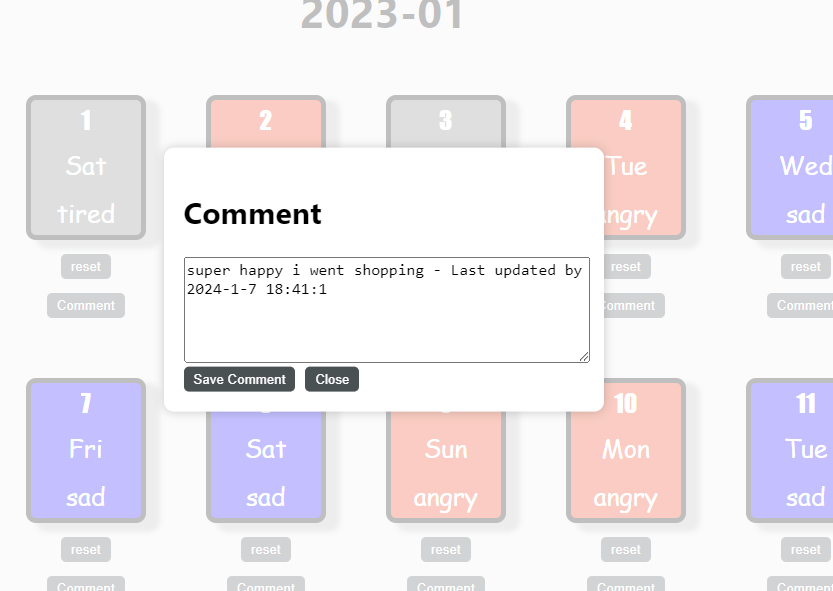 2023-01
1 2 3 4 5
Sat Tue Wed
tired angry sad
reset reset reset
Comment Comment Comment
Comment
super happy i went shopping - Last updated by
2024-1-7 18:41:1
Save Comment Close
7 10 11
Fri Sat Sun Mon Tue
sad sad angry angry sad
reset reset reset reset reset
Comment Comment Comment Comment Comment